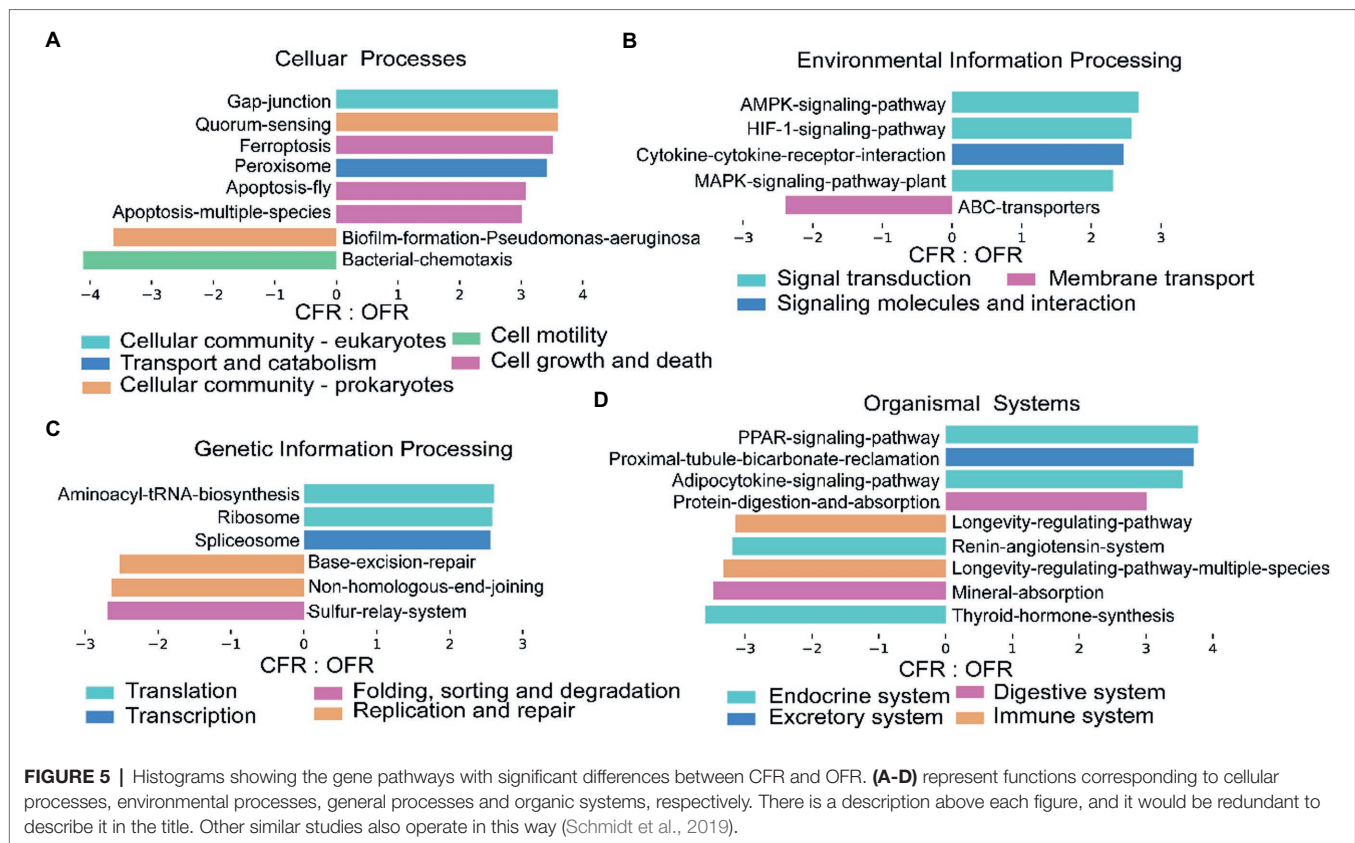 A
Celluar Processes
Gap-junction
Quorum-sensing
Ferroptosis
Peroxisome
Apoptosis-fly
Apoptosis-multiple-species
Biofilm-formation-Pseudomonas-aeruginosa
Bacterial-chemotaxis
−4 −3 −2 −1 0 1 2 3 4
CFR : OFR
Cellular community - eukaryotes
Transport and catabolism
Cellular community - prokaryotes
Cell motility
Cell growth and death
B
Environmental Information Processing
AMPK-signaling-pathway
HIF-1-signaling-pathway
Cytokine-cytokine-receptor-interaction
MAPK-signaling-pathway-plant
ABC-transporters
−3 −2 −1 0 1 2 3
CFR : OFR
Signal transduction
Membrane transport
Signaling molecules and interaction
C
Genetic Information Processing
Aminoacyl-tRNA-biosynthesis
Ribosome
Spliceosome
Base-excision-repair
Non-homologous-end-joining
Sulfur-relay-system
−3 −2 −1 0 1 2 3
CFR : OFR
Translation
Transcription
Folding, sorting and degradation
Replication and repair
D
Organismal Systems
PPAR-signaling-pathway
Proximal-tubule-bicarbonate-reclamation
Adipocytokine-signaling-pathway
Protein-digestion-and-absorption
Longevity-regulating-pathway
Renin-angiotensin-system
Longevity-regulating-pathway-multiple-species
Mineral-absorption
Thyroid-hormone-synthesis
−3 −2 −1 0 1 2 3 4
CFR : OFR
Endocrine system
Excretory system
Digestive system
Immune system
FIGURE 5 | Histograms showing the gene pathways with significant differences between CFR and OFR. (A-D) represent functions corresponding to cellular
processes, environmental processes, general processes and organic systems, respectively. There is a description above each figure, and it would be redundant to
describe it in the title. Other similar studies also operate in this way (Schmidt et al., 2019).